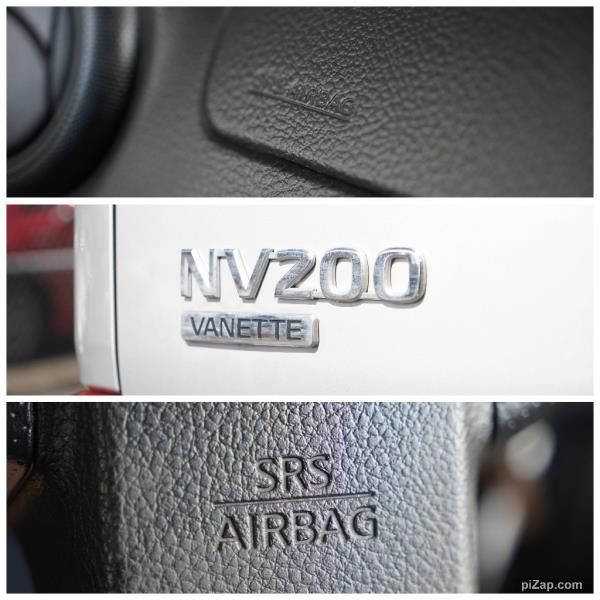 AIRBAG
NV200
VANETTE
SRS
AIRBAG
piZap.com